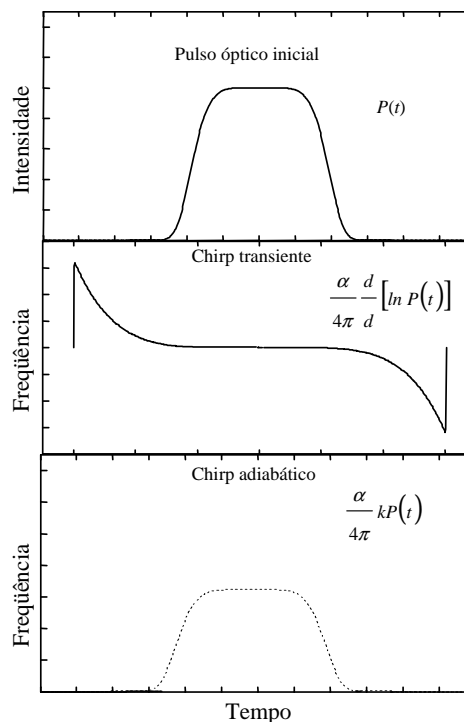 Pulso óptico inicial
P(t)
Intensidade
Chirp transiente
α/4π d/d [ln P(t)]
Freqüência
Chirp adiabático
α/4π kP(t)
Freqüência
Tempo